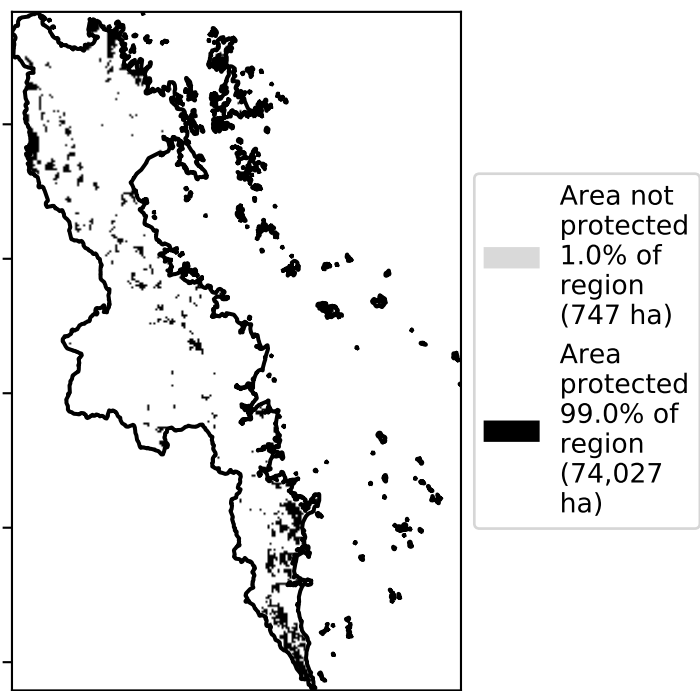 Area not
protected
1.0% of
region
(747 ha)
Area
protected
99.0% of
region
(74,027
ha)